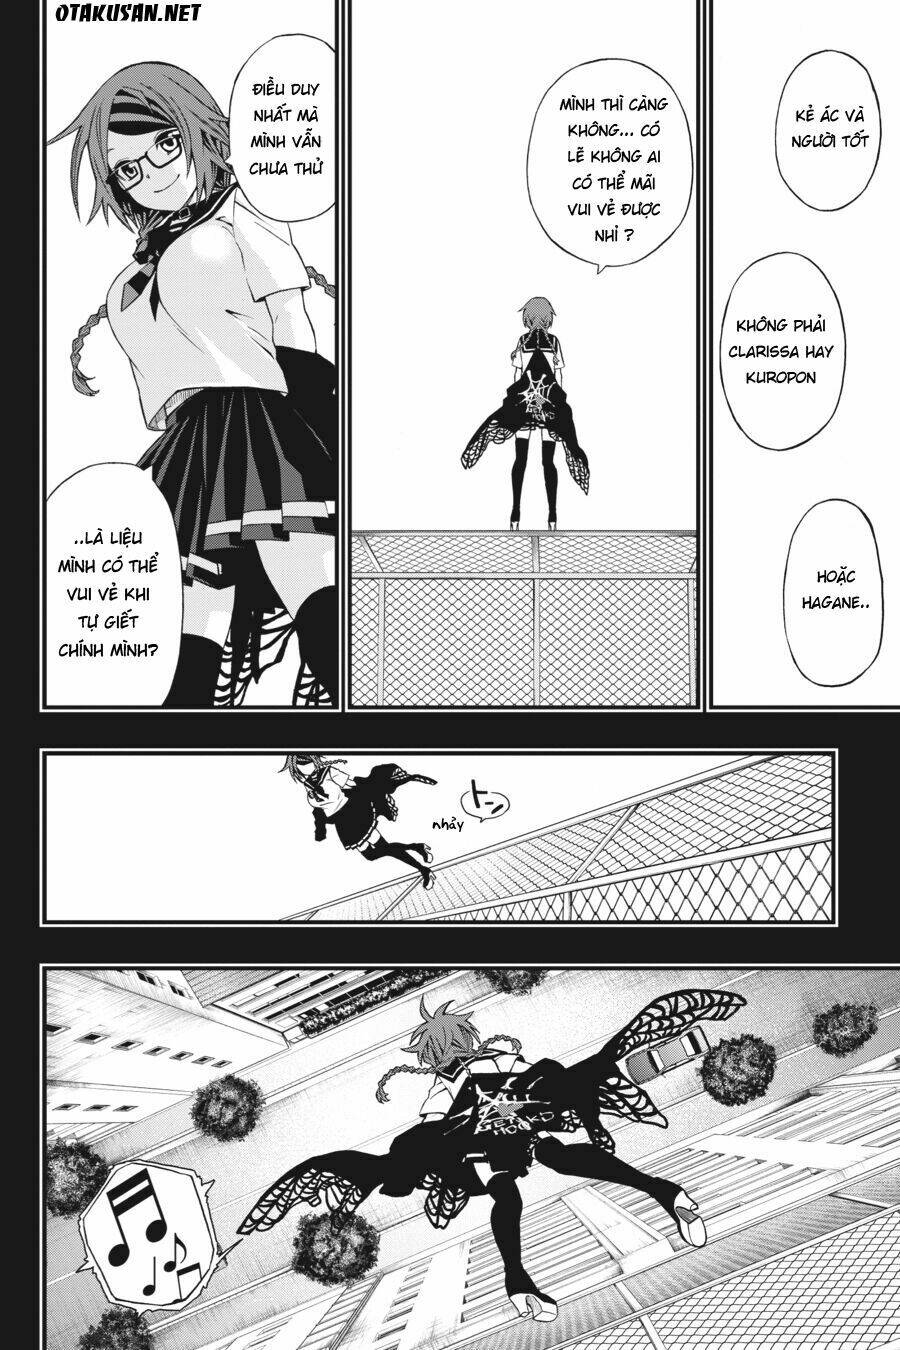 OTAKUSAN.NET
KẺ ÁC VÀ
NGƯỜI TỐT
KHÔNG PHẢI
CLARISSA HAY
KUROPON
HOẶC
HAGANE..
MÌNH THÌ CÀNG
KHÔNG... CÓ
LẼ KHÔNG AI
CÓ THỂ MÃI
VUI VẺ ĐƯỢC
NHỈ ?
ĐIỀU DUY
NHẤT MÀ
MÌNH VẪN
CHƯA THỬ
..LÀ LIỆU
MÌNH CÓ THỂ
VUI VẺ KHI
TỰ GIẾT
CHÍNH MÌNH?
トン
nhảy